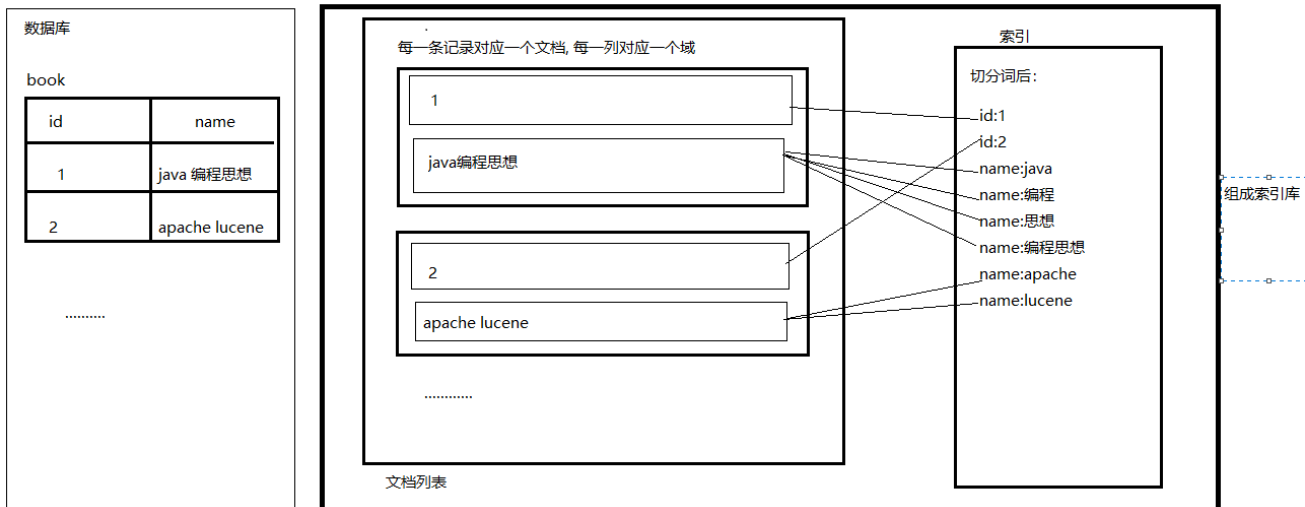 数据库
book
id name
1 java 编程思想
2 apache lucene
..........
每一条记录对应一个文档, 每一列对应一个域
1
java编程思想
2
apache lucene
............
文档列表
索引
切分词后:
id:1
id:2
name:java
name:编程
name:思想
name:编程思想
name:apache
name:lucene
组成索引库